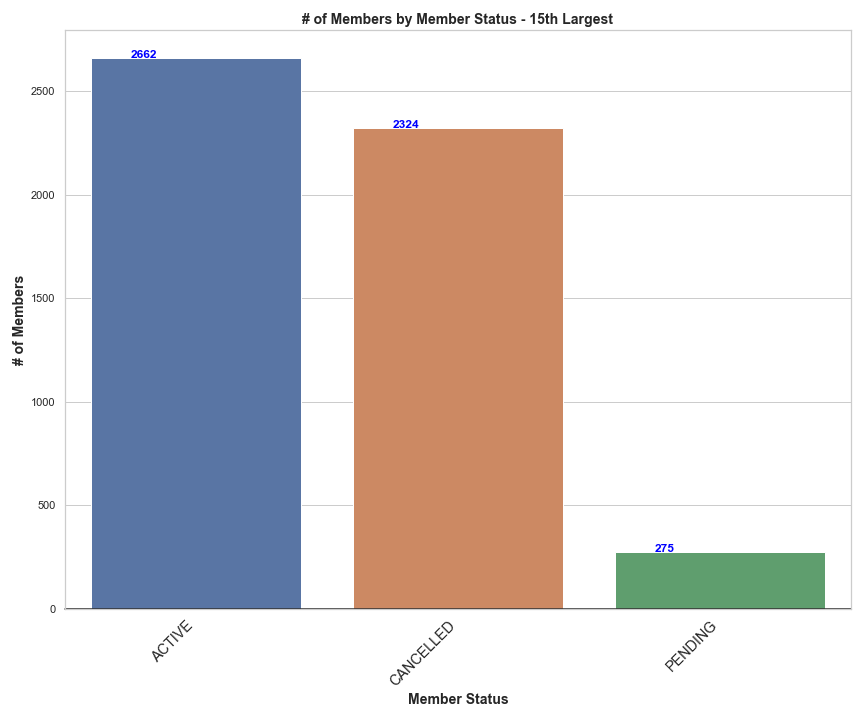 # of Members by Member Status - 15th Largest
# of Members
2500
2000
1500
1000
500
0
2662
2324
275
ACTIVE
CANCELLED
PENDING
Member Status